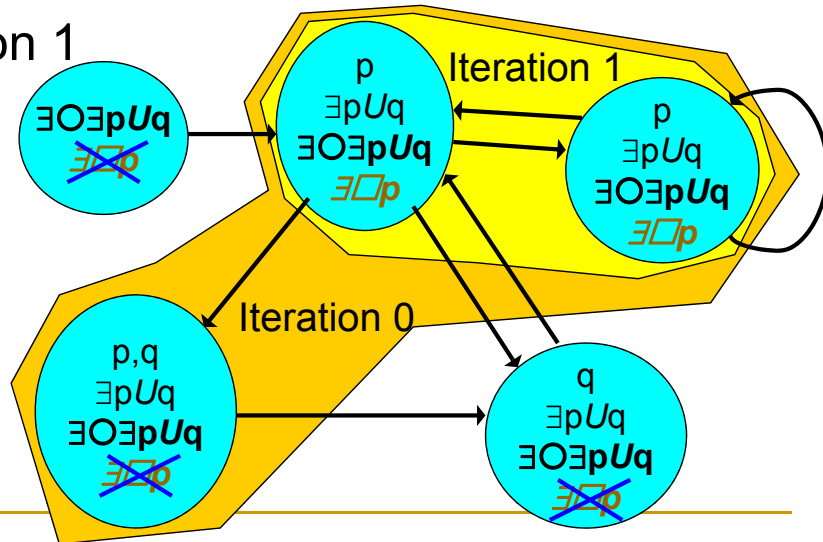 on 1
∃○∃pUq
∃□p
p
∃pUq
∃○∃pUq
∃□p
Iteration 1
p
∃pUq
∃○∃pUq
∃□p
Iteration 0
p,q
∃pUq
∃○∃pUq
∃□p
q
∃pUq
∃○∃pUq
∃□p